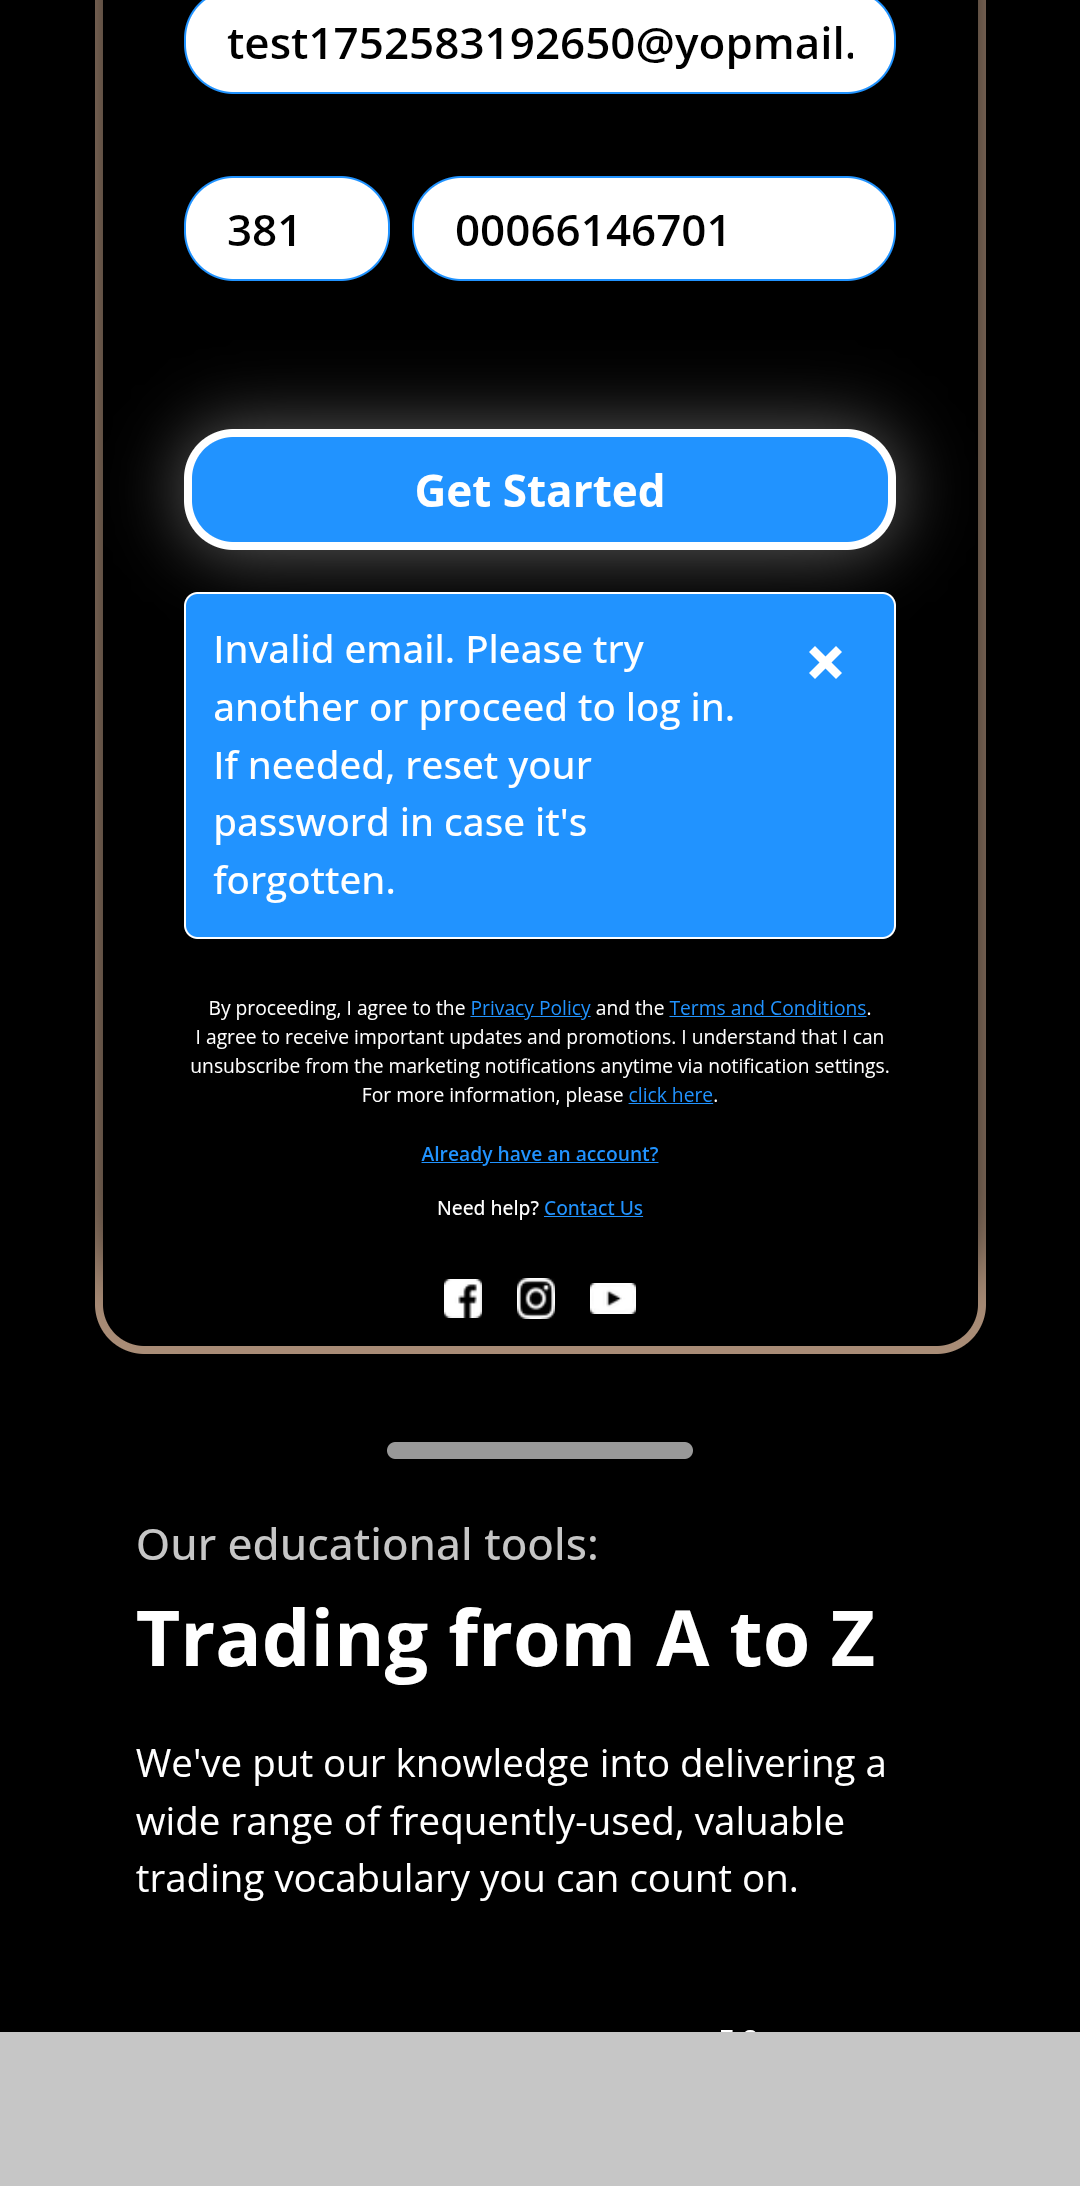 test1752583192650@yopmail.
381
00066146701
Get Started
Invalid email. Please try
another or proceed to log in.
If needed, reset your
password in case it's
forgotten.
By proceeding, I agree to the Privacy Policy and the Terms and Conditions.
I agree to receive important updates and promotions. I understand that I can
unsubscribe from the marketing notifications anytime via notification settings.
For more information, please click here.
Already have an account?
Need help? Contact Us
Our educational tools:
Trading from A to Z
We've put our knowledge into delivering a
wide range of frequently-used, valuable
trading vocabulary you can count on.